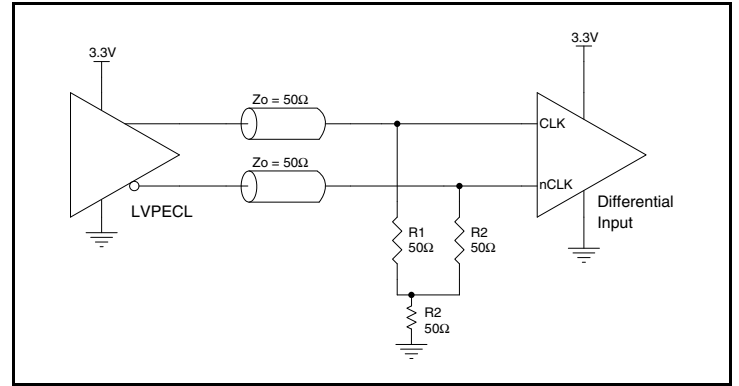 3.3V
3.3V
Zo = 50Ω
CLK
Zo = 50Ω
nCLK
LVPECL
Differential
Input
R1
50Ω
R2
50Ω
R2
50Ω